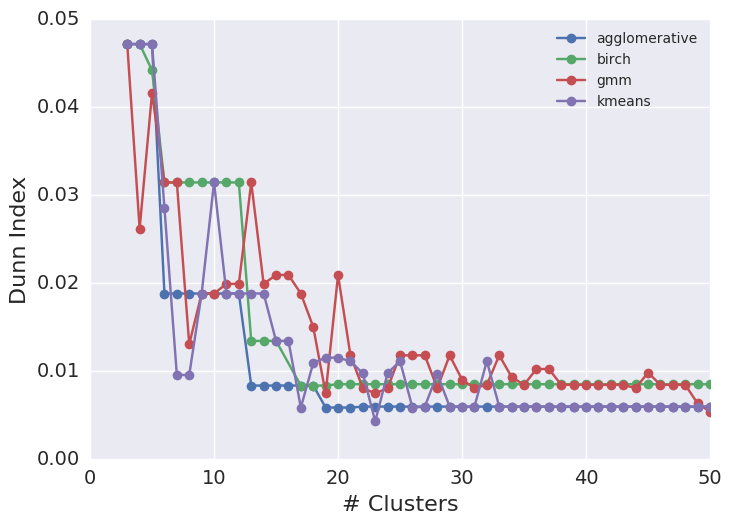 0.05
0.04
0.03
0.02
0.01
0.00
Dunn Index
0 10 20 30 40 50
# Clusters
agglomerative
birch
gmm
kmeans